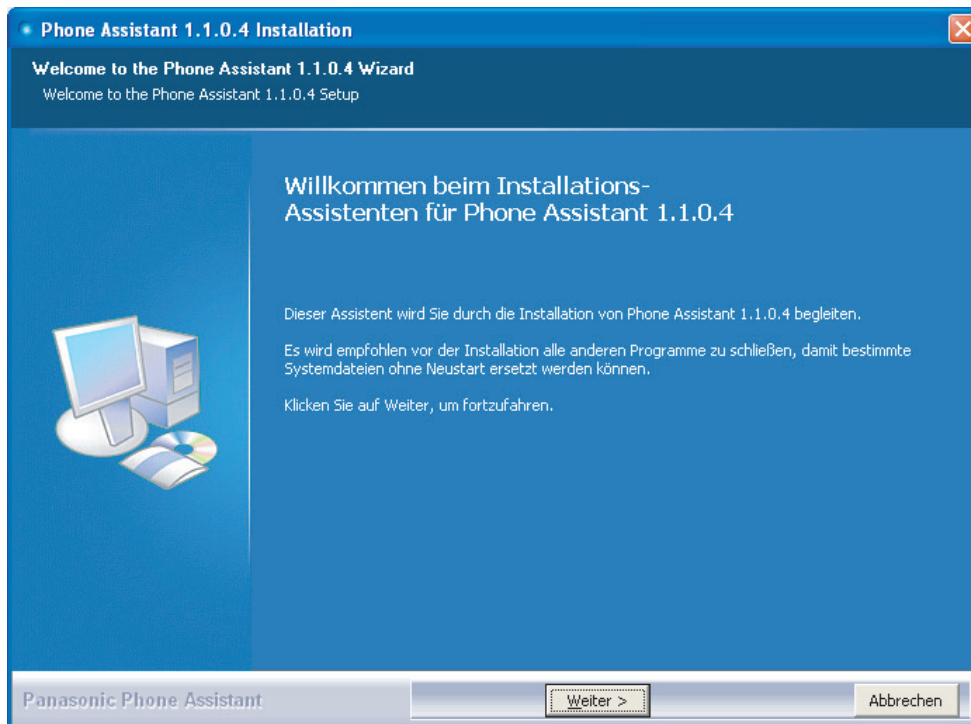 Phone Assistant 1.1.0.4 Installation
Welcome to the Phone Assistant 1.1.0.4 Wizard
Welcome to the Phone Assistant 1.1.0.4 Setup
Willkommen beim Installations-
Assistenten für Phone Assistant 1.1.0.4
Dieser Assistent wird Sie durch die Installation von Phone Assistant 1.1.0.4 begleiten.
Es wird empfohlen vor der Installation alle anderen Programme zu schließen, damit bestimmte
Systemdateien ohne Neustart ersetzt werden können.
Klicken Sie auf Weiter, um fortzufahren.
Panasonic Phone Assistant
Weiter >
Abbrechen